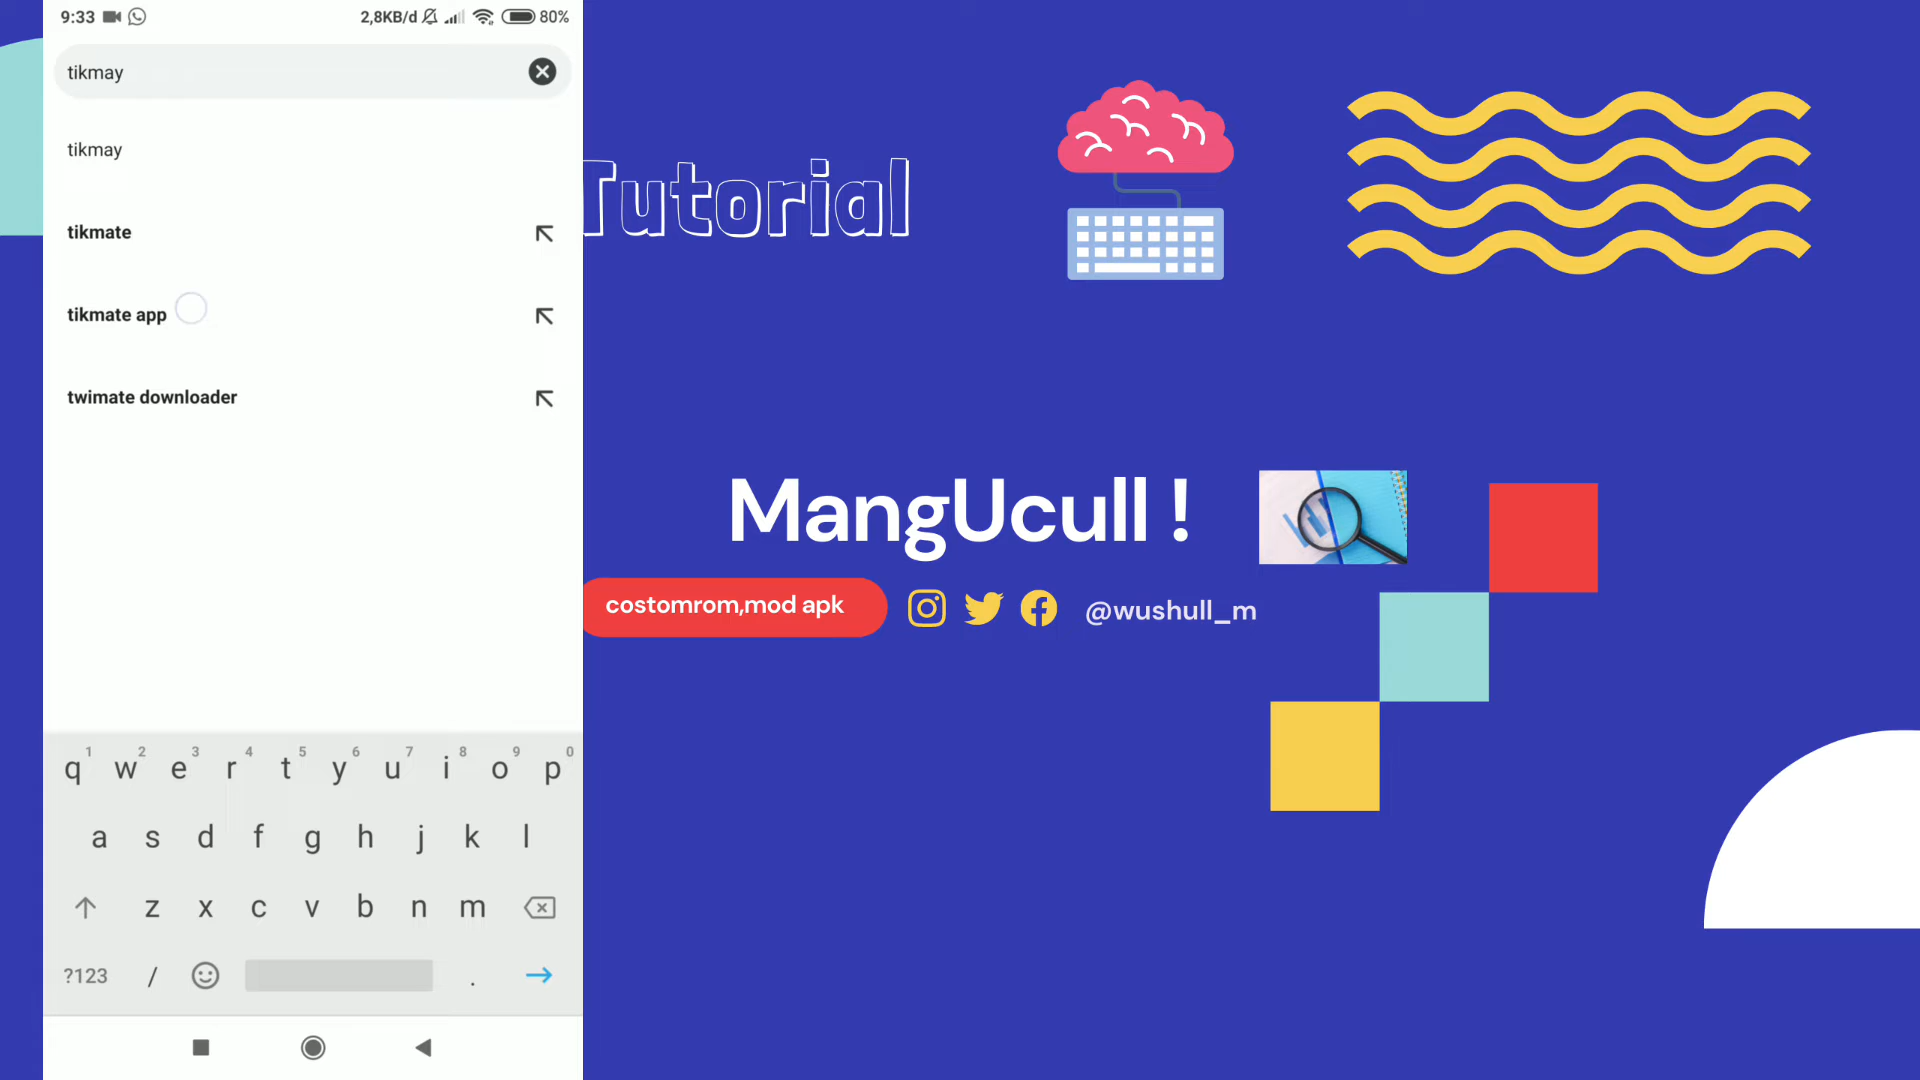 9:33 2,8KB/d 80%
tikmay
tikmay
tikmate
tikmate app
twimate downloader
Tutorial
MangUcull !
costomrom,mod apk @wushull_m
1 2 3 4 5 6 7 8 9 0
q w e r t y u i o p
a s d f g h j k l
z x c v b n m
?123 / .